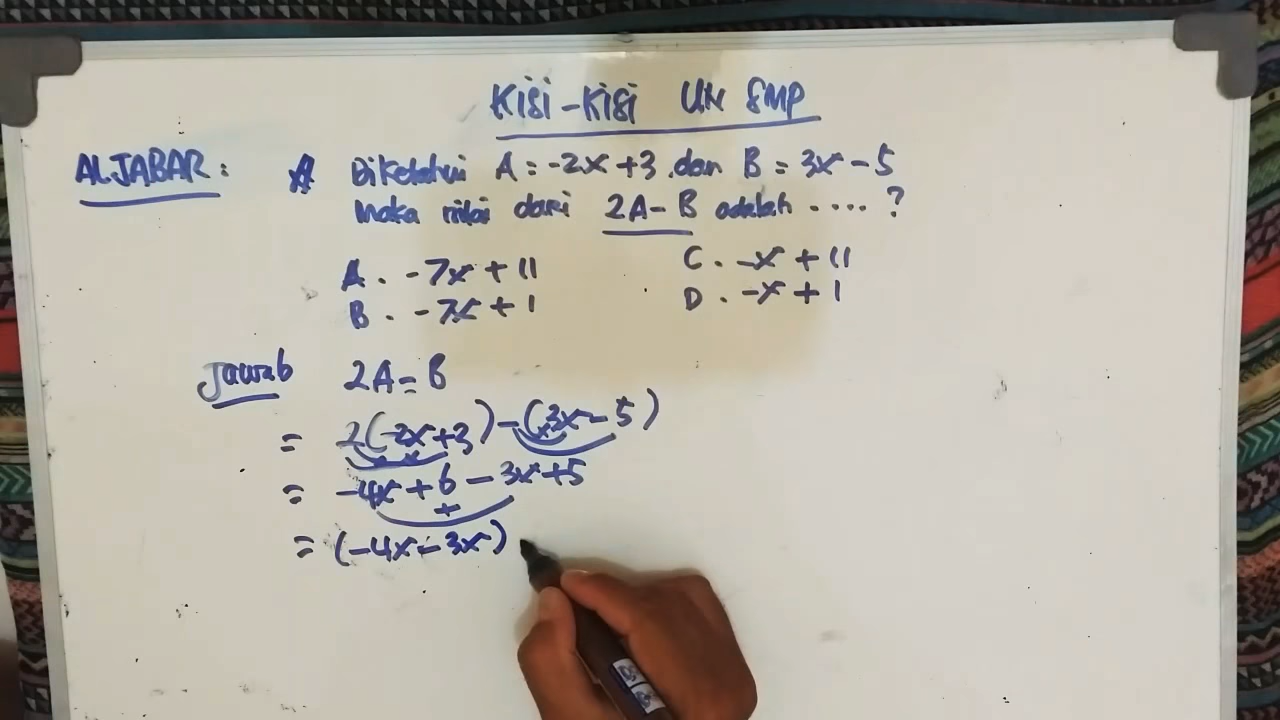 KISI-KISI UN SMP
ALJABAR : Diketahui A = -2x + 3 dan B = 3x - 5
Maka nilai dari 2A - B adalah .... ?
A. -7x + 11
C. -x + 11
B. -7x + 1
D. -x + 1
Jawab 2A - B
= 2(-2x+3) - (3x - 5)
= -4x + 6 - 3x + 5
+
= (-4x - 3x)